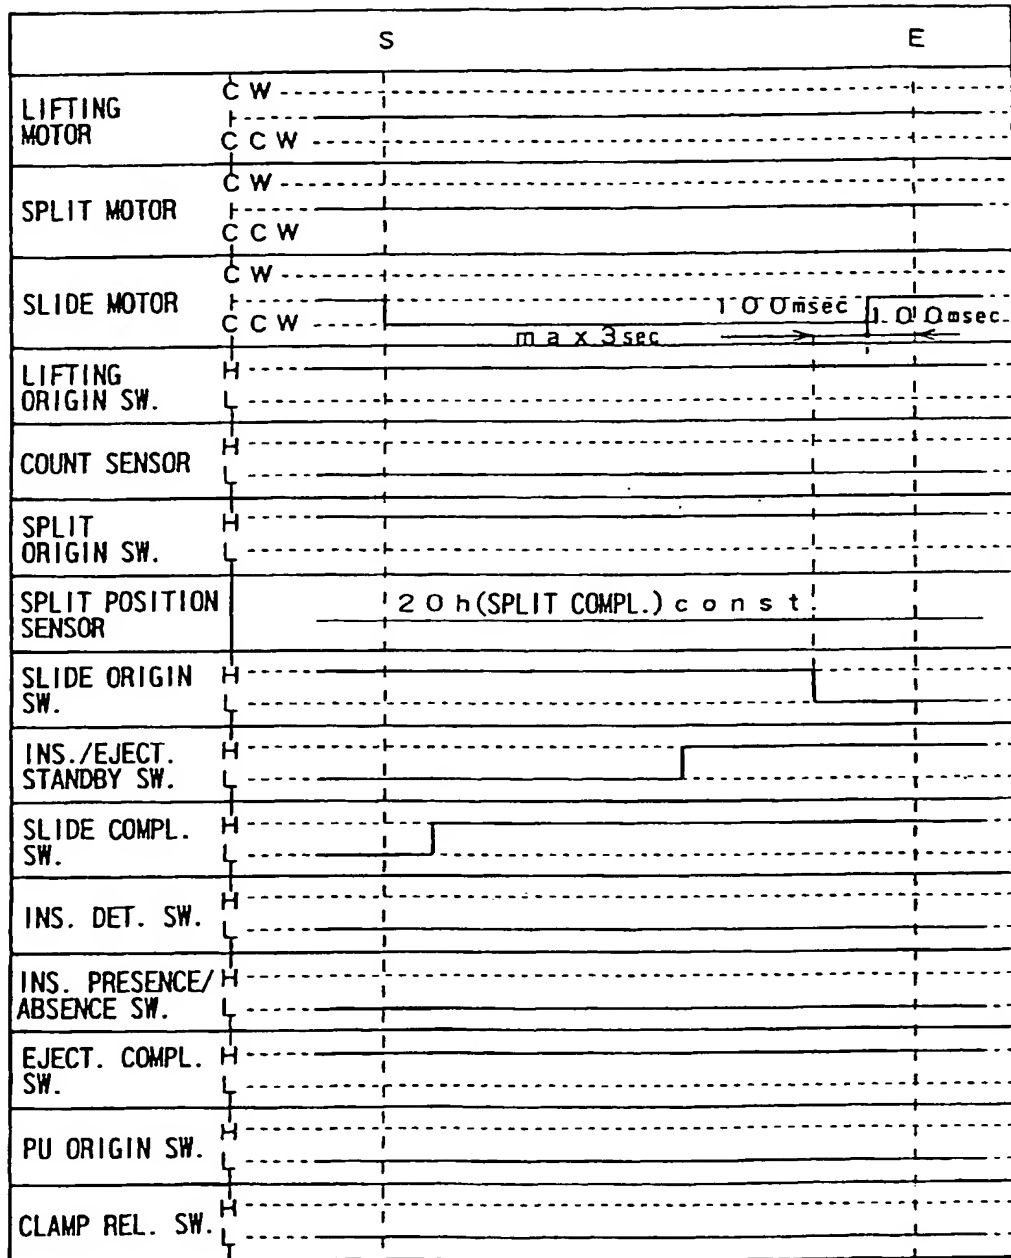 S E
LIFTING
MOTOR
CW
CCW
SPLIT MOTOR
CW
CCW
SLIDE MOTOR
CW
CCW
100msec
100msec
max 3sec
LIFTING
ORIGIN SW.
H
L
COUNT SENSOR
H
L
SPLIT
ORIGIN SW.
H
L
SPLIT POSITION
SENSOR
20h(SPLIT COMPL.) const.
SLIDE ORIGIN
SW.
H
L
INS./EJECT.
STANDBY SW.
H
L
SLIDE COMPL.
SW.
H
L
INS. DET. SW.
H
L
INS. PRESENCE/
ABSENCE SW.
H
L
EJECT. COMPL.
SW.
H
L
PU ORIGIN SW.
H
L
CLAMP REL. SW.
H
L